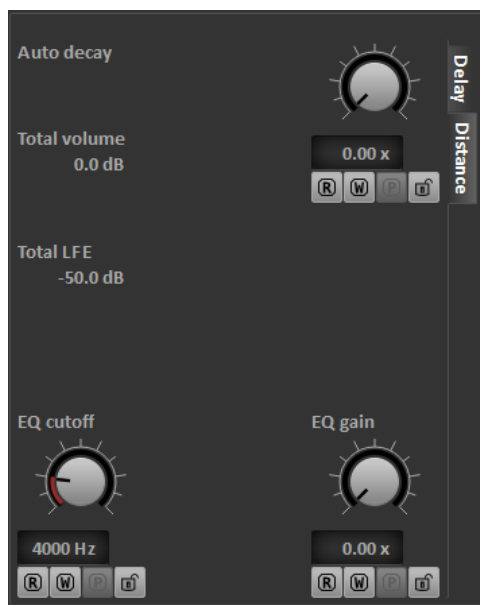 Auto decay
Delay
Distance
Total volume
0.0 dB
0.00 x
R W P
Total LFE
-50.0 dB
EQ cutoff
EQ gain
4000 Hz
0.00 x
R W P
R W P